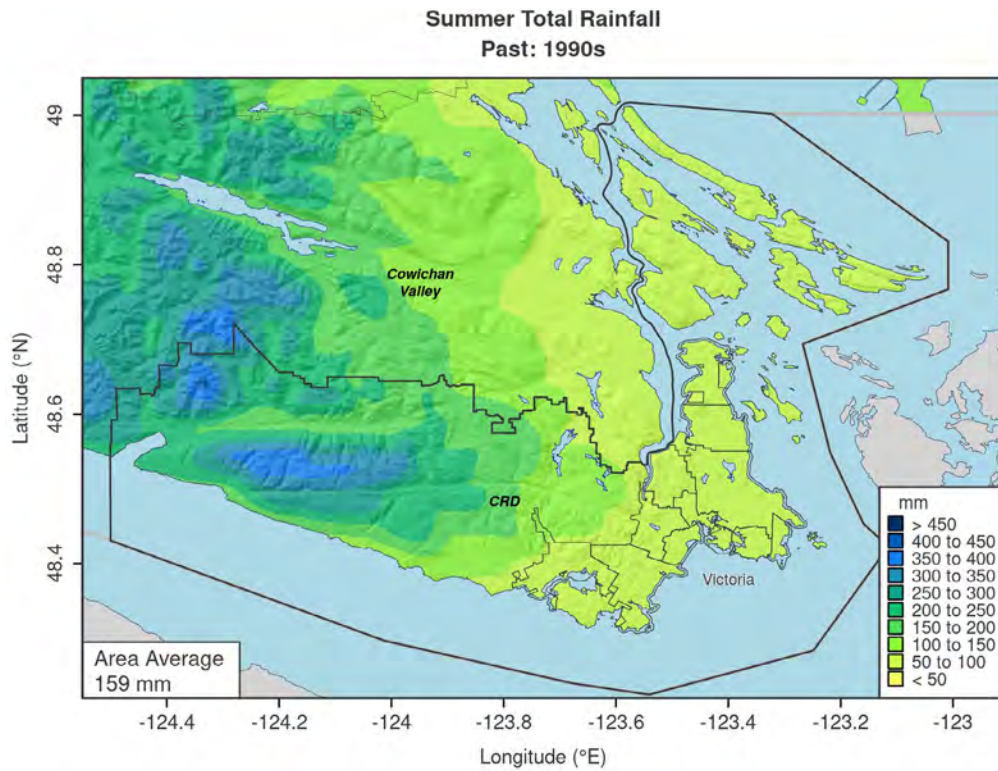 Summer Total Rainfall
Past: 1990s
Latitude (°N)
49
48.8
48.6
48.4
Cowichan
Valley
CRD
Victoria
mm
> 450
400 to 450
350 to 400
300 to 350
250 to 300
200 to 250
150 to 200
100 to 150
50 to 100
< 50
Area Average
159 mm
-124.4
-124.2
-124
-123.8
-123.6
-123.4
-123.2
-123
Longitude (°E)